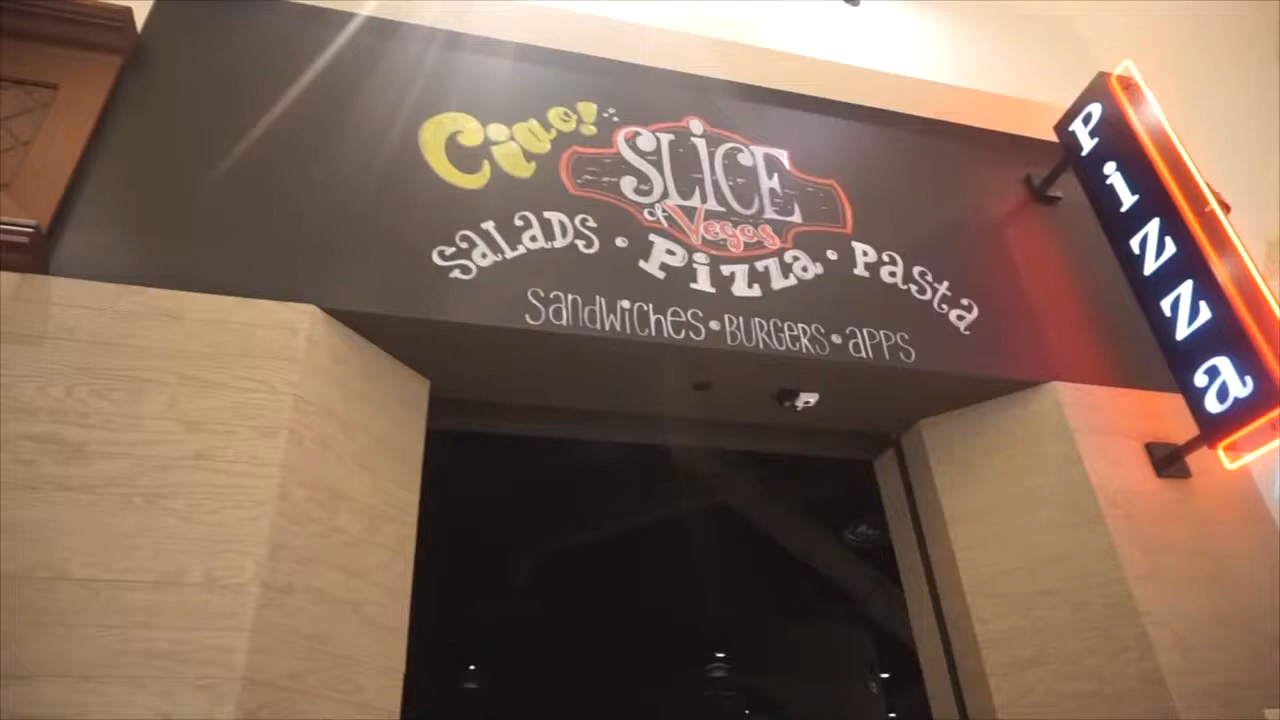 Ciao!
SLiCE
of Vegas
SaLaDS • Pizza • Pasta
SandWiches • BURGERS • aPPS
Pizza